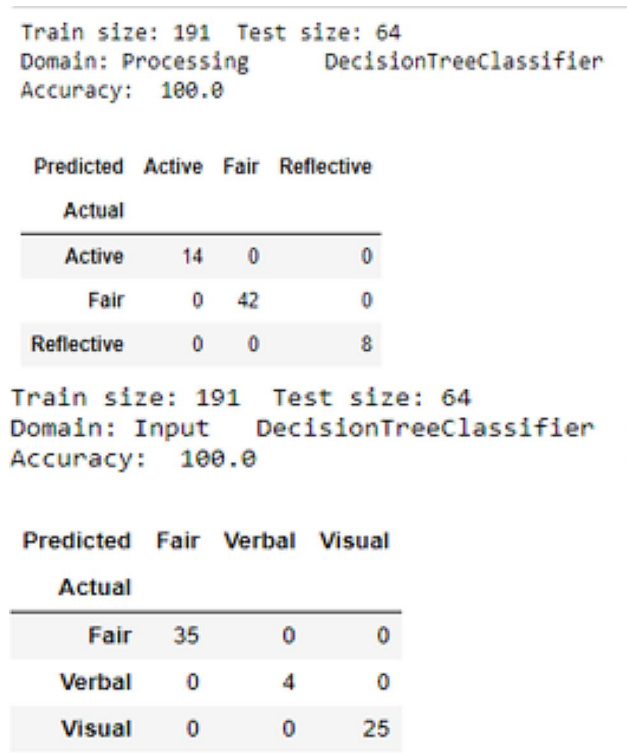 Train size: 191  Test size: 64
Domain: Processing      DecisionTreeClassifier
Accuracy:  100.0
Predicted Active Fair Reflective
Actual
Active 14 0 0
Fair 0 42 0
Reflective 0 0 8
Train size: 191  Test size: 64
Domain: Input   DecisionTreeClassifier
Accuracy:  100.0
Predicted Fair Verbal Visual
Actual
Fair 35 0 0
Verbal 0 4 0
Visual 0 0 25